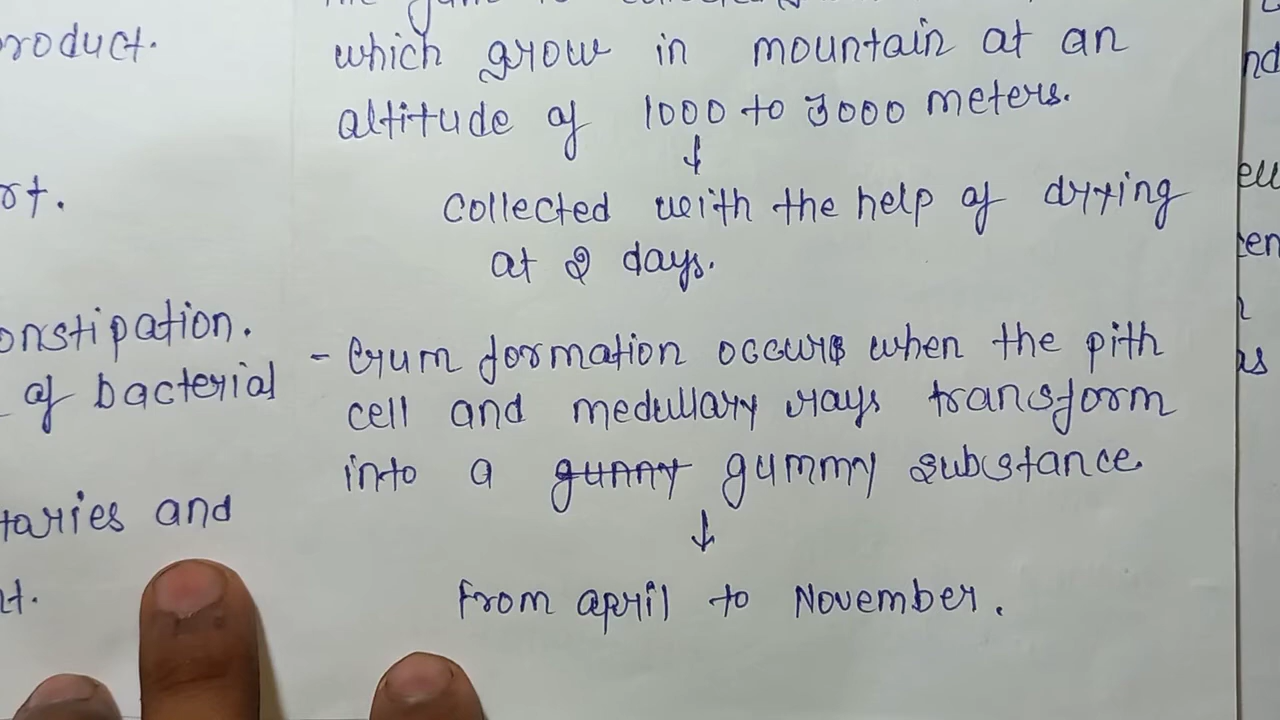 which grow in mountain at an
altitude of 1000 to 3000 meters.
↓
Collected with the help of drying
at 2 days.
- Gum formation occurs when the pith
cell and medullary rays transform
into a gunny gummy substance
↓
From april to November.
roduct.
rt.
onstipation.
of bacterial
taries and
nt.